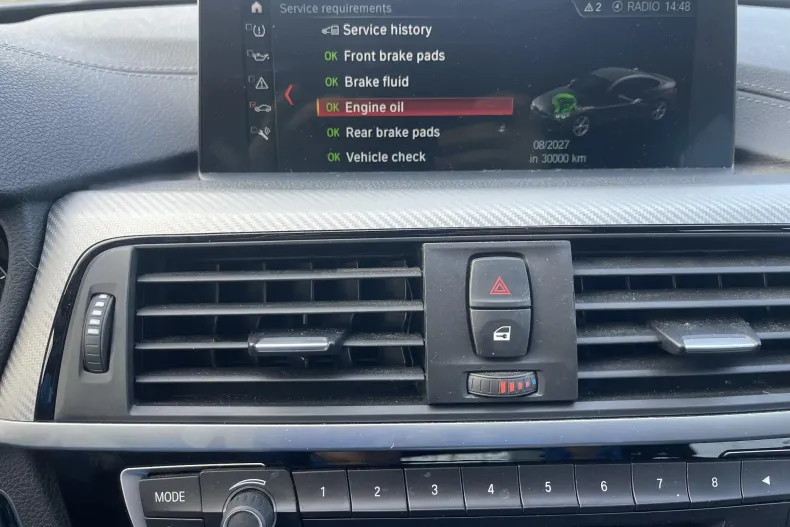 Service requirements
2 RADIO 14:48
Service history
OK Front brake pads
OK Brake fluid
OK Engine oil
OK Rear brake pads
OK Vehicle check
08/2027
in 30000 km
MODE 1 2 3 4 5 6 7 8